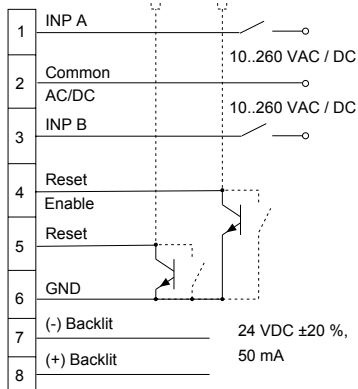 1 INP A
10..260 VAC / DC
2 Common
AC/DC
10..260 VAC / DC
3 INP B
4 Reset
Enable
5 Reset
6 GND
7 (-) Backlit
24 VDC ±20 %,
50 mA
8 (+) Backlit